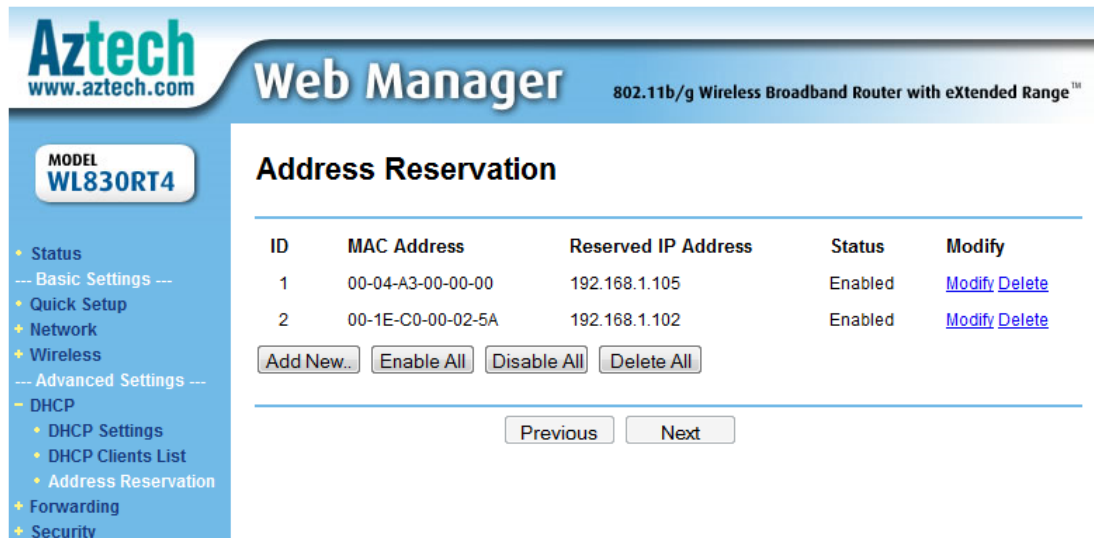 Aztech
www.aztech.com
Web Manager
802.11b/g Wireless Broadband Router with eXtended Range™
MODEL
WL830RT4
• Status
--- Basic Settings ---
• Quick Setup
+ Network
+ Wireless
--- Advanced Settings ---
− DHCP
• DHCP Settings
• DHCP Clients List
• Address Reservation
+ Forwarding
+ Security
Address Reservation
ID MAC Address Reserved IP Address Status Modify
1 00-04-A3-00-00-00 192.168.1.105 Enabled Modify Delete
2 00-1E-C0-00-02-5A 192.168.1.102 Enabled Modify Delete
Add New.. Enable All Disable All Delete All
Previous Next